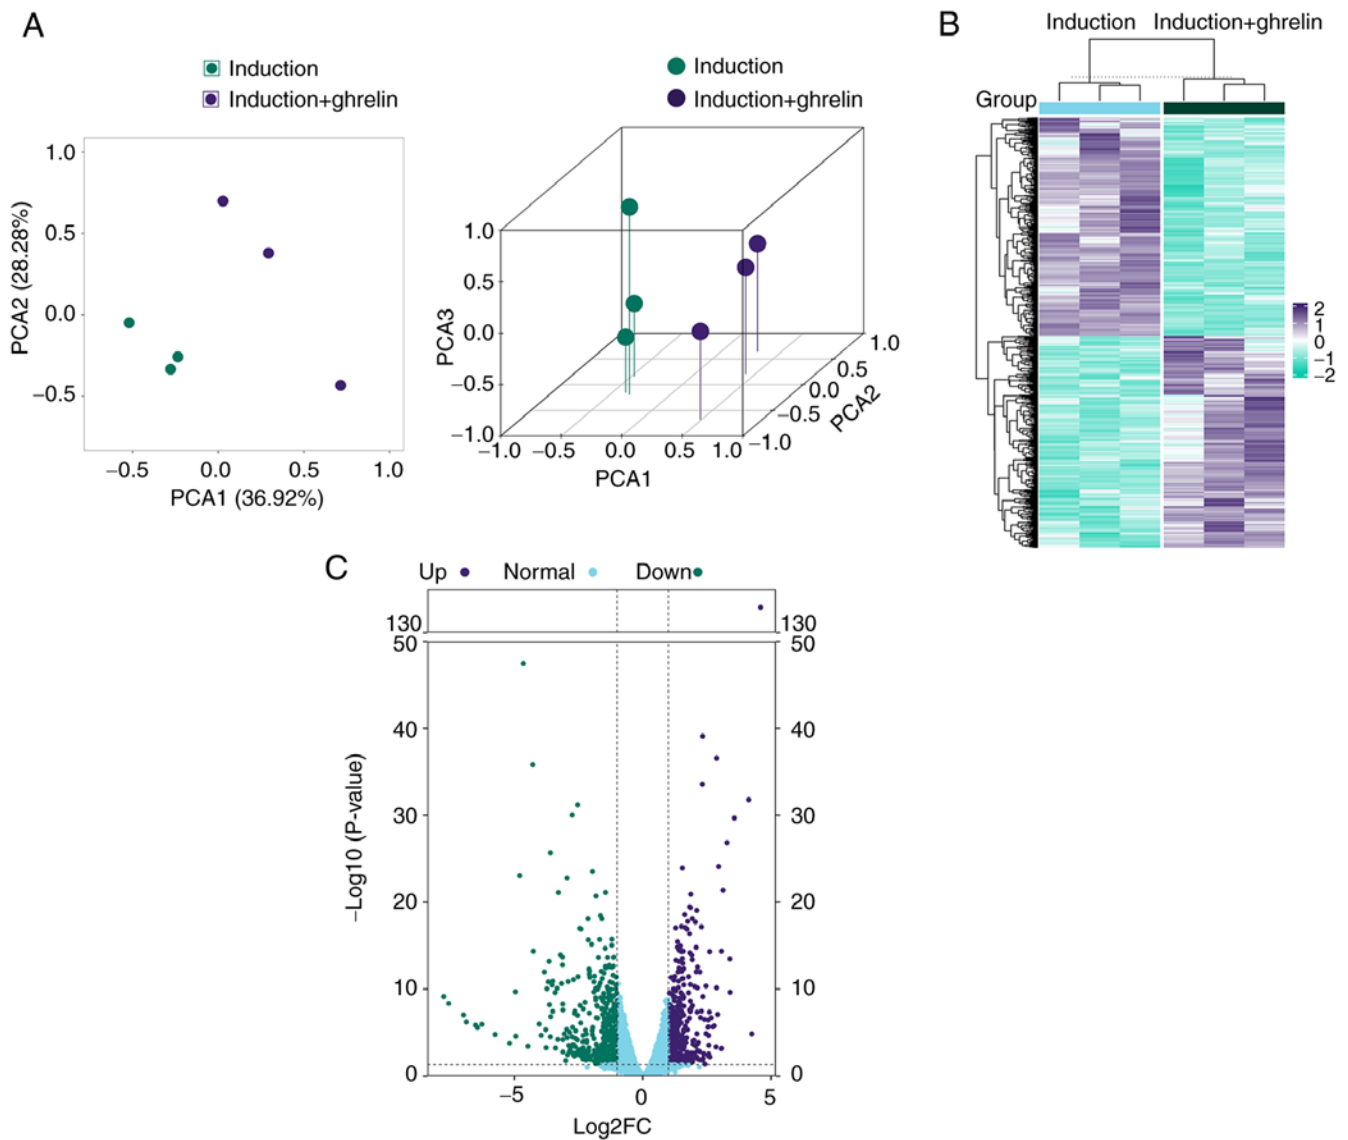 A
Induction
Induction+ghrelin
1.0
0.5
0.0
−0.5
PCA2 (28.28%)
−0.5
0.0
0.5
1.0
PCA1 (36.92%)
Induction
Induction+ghrelin
1.0
0.5
0.0
−0.5
−1.0
PCA3
−1.0
−0.5
0.0
0.5
1.0
PCA1
−1.0
−0.5
0.0
0.5
1.0
PCA2
B
Induction
Induction+ghrelin
Group
2
1
0
−1
−2
C
Up
Normal
Down
130
130
50
50
40
40
30
30
20
20
10
10
0
0
−Log10 (P-value)
−5
0
5
Log2FC